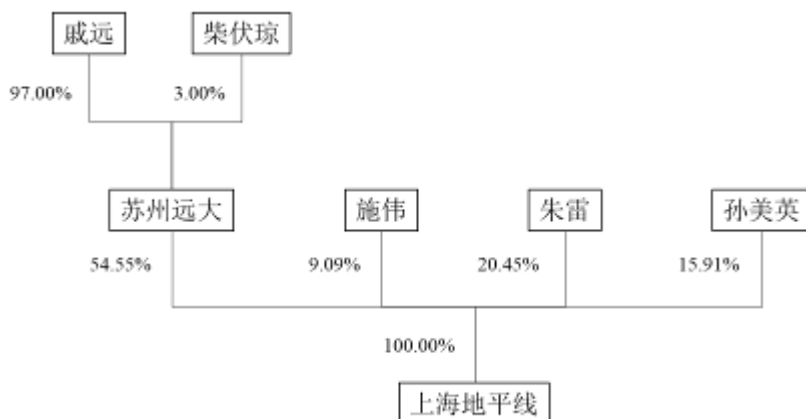 戚远 柴伏琼
97.00% 3.00%
苏州远大 施伟 朱雷 孙美英
54.55% 9.09% 20.45% 15.91%
100.00%
上海地平线